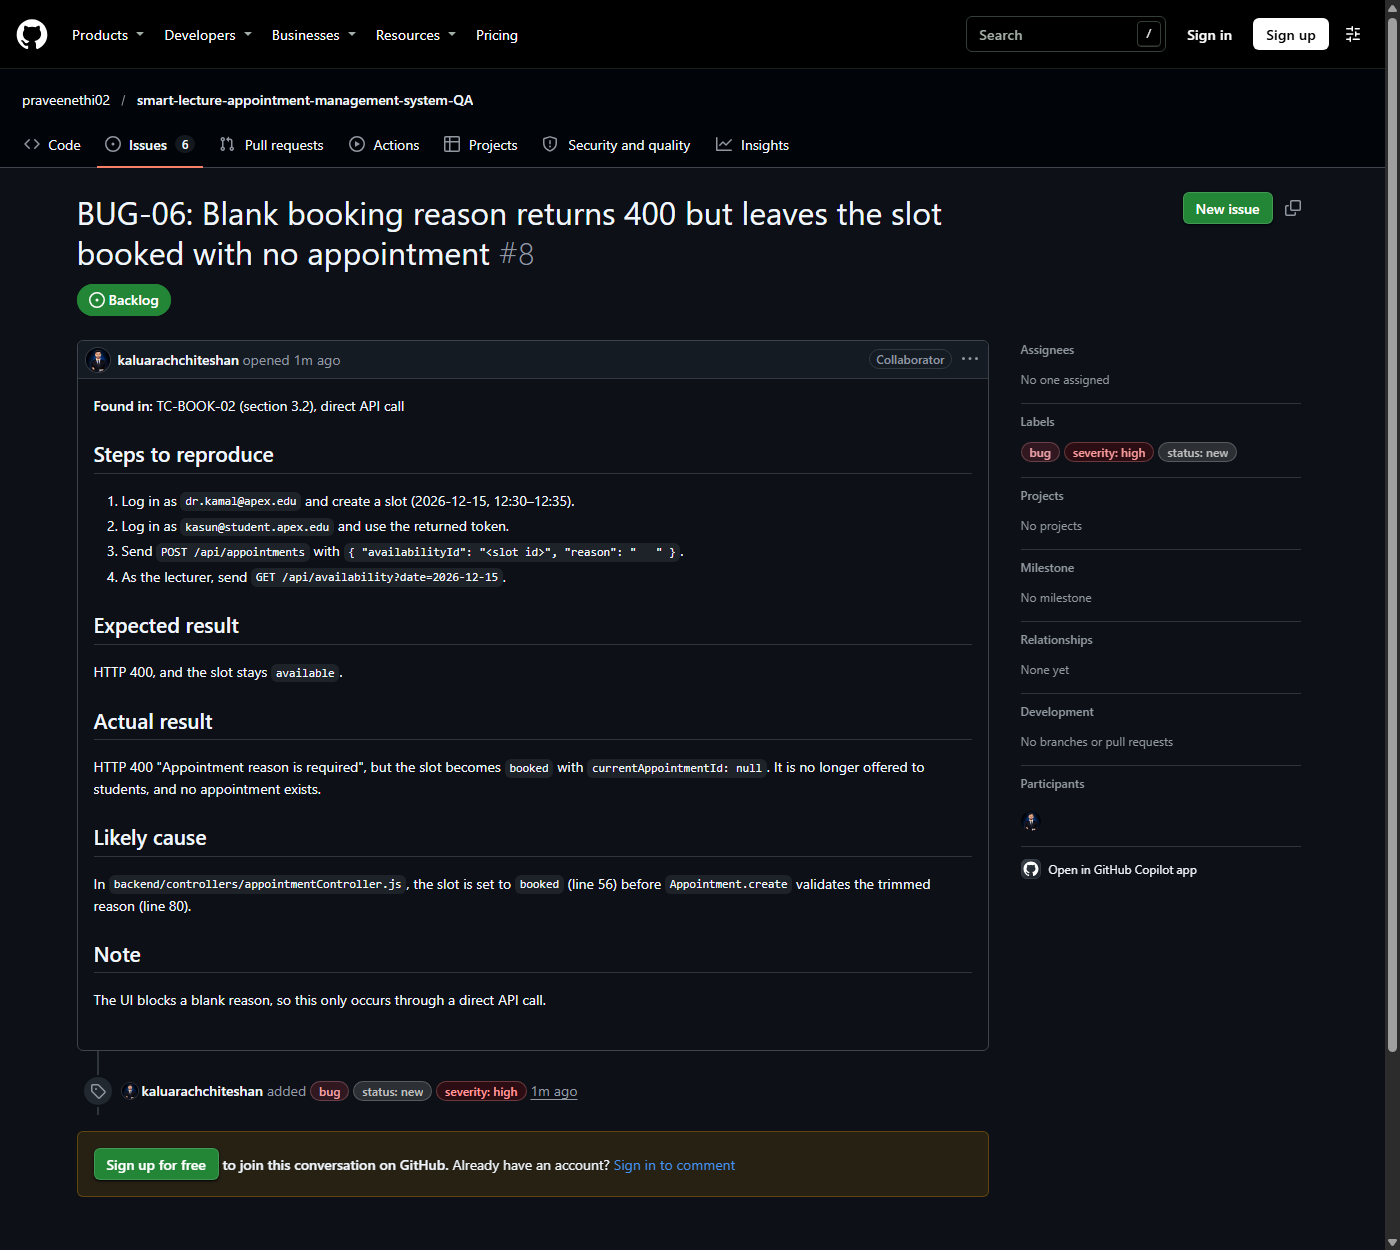 Products Developers Businesses Resources Pricing Search / Sign in Sign up
praveenethi02 / smart-lecture-appointment-management-system-QA
Code Issues 6 Pull requests Actions Projects Security and quality Insights
BUG-06: Blank booking reason returns 400 but leaves the slot
booked with no appointment #8
New issue
Backlog
kaluarachchiteshan opened 1m ago Collaborator ...
Found in: TC-BOOK-02 (section 3.2), direct API call
Steps to reproduce
1. Log in as dr.kamal@apex.edu and create a slot (2026-12-15, 12:30–12:35).
2. Log in as kasun@student.apex.edu and use the returned token.
3. Send POST /api/appointments with { "availabilityId": "<slot id>", "reason": "   " }.
4. As the lecturer, send GET /api/availability?date=2026-12-15.
Expected result
HTTP 400, and the slot stays available.
Actual result
HTTP 400 "Appointment reason is required", but the slot becomes booked with currentAppointmentId: null. It is no longer offered to
students, and no appointment exists.
Likely cause
In backend/controllers/appointmentController.js, the slot is set to booked (line 56) before Appointment.create validates the trimmed
reason (line 80).
Note
The UI blocks a blank reason, so this only occurs through a direct API call.
kaluarachchiteshan added bug status: new severity: high 1m ago
Sign up for free to join this conversation on GitHub. Already have an account? Sign in to comment
Assignees
No one assigned
Labels
bug severity: high status: new
Projects
No projects
Milestone
No milestone
Relationships
None yet
Development
No branches or pull requests
Participants
Open in GitHub Copilot app